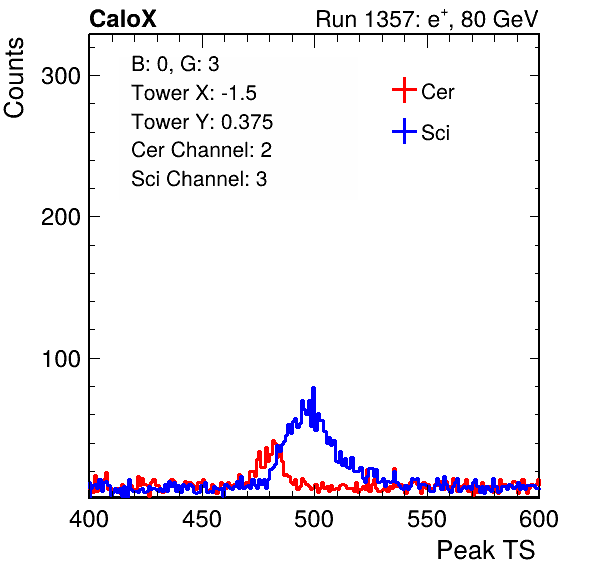 CaloX Run 1357: e⁺, 80 GeV
Counts
B: 0, G: 3
Tower X: -1.5
Tower Y: 0.375
Cer Channel: 2
Sci Channel: 3
Cer
Sci
300
200
100
400 450 500 550 600
Peak TS